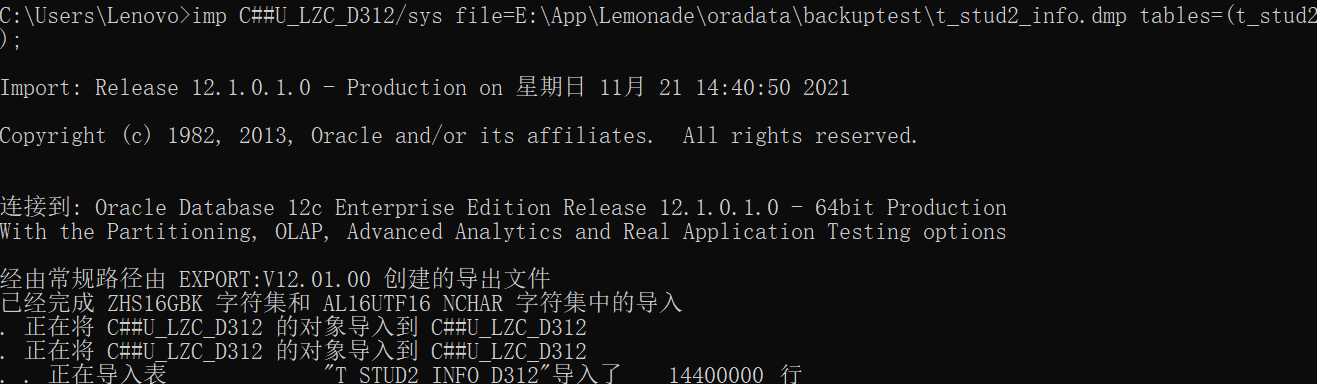 C:\Users\Lenovo>imp C##U_LZC_D312/sys file=E:\App\Lemonade\oradata\backuptest\t_stud2_info.dmp tables=(t_stud2
);
Import: Release 12.1.0.1.0 - Production on 星期日 11月 21 14:40:50 2021
Copyright (c) 1982, 2013, Oracle and/or its affiliates.  All rights reserved.
连接到: Oracle Database 12c Enterprise Edition Release 12.1.0.1.0 - 64bit Production
With the Partitioning, OLAP, Advanced Analytics and Real Application Testing options
经由常规路径由 EXPORT:V12.01.00 创建的导出文件
已经完成 ZHS16GBK 字符集和 AL16UTF16 NCHAR 字符集中的导入
. 正在将 C##U_LZC_D312 的对象导入到 C##U_LZC_D312
. 正在将 C##U_LZC_D312 的对象导入到 C##U_LZC_D312
. . 正在导入表 "T_STUD2_INFO_D312"导入了 14400000 行